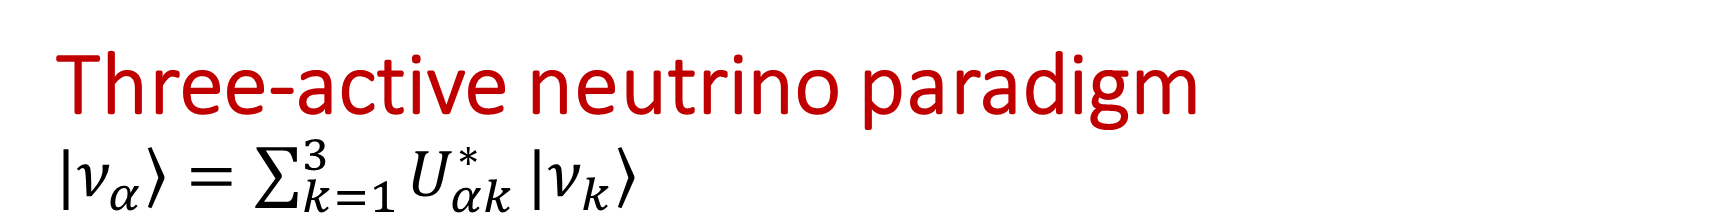 Three-active neutrino paradigm
|𝜈_𝛼⟩ = ∑_{𝑘=1}^{3} 𝑈_{𝛼𝑘}^{*} |𝜈_𝑘⟩